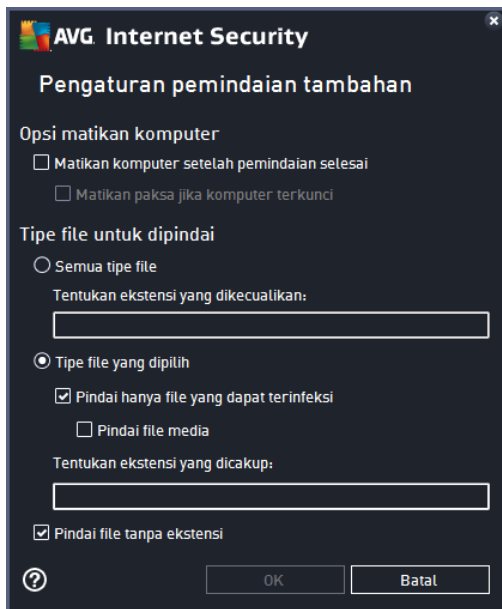 AVG Internet Security
Pengaturan pemindaian tambahan
Opsi matikan komputer
Matikan komputer setelah pemindaian selesai
Matikan paksa jika komputer terkunci
Tipe file untuk dipindai
Semua tipe file
Tentukan ekstensi yang dikecualikan:
Tipe file yang dipilih
Pindai hanya file yang dapat terinfeksi
Pindai file media
Tentukan ekstensi yang dicakup:
Pindai file tanpa ekstensi
? OK Batal